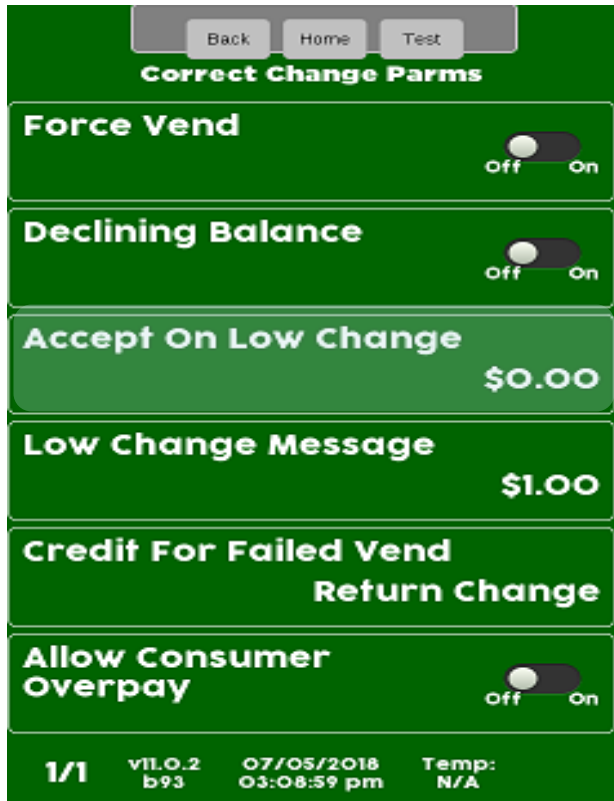 Back Home Test
Correct Change Parms
Force Vend
Off On
Declining Balance
Off On
Accept On Low Change
$0.00
Low Change Message
$1.00
Credit For Failed Vend
Return Change
Allow Consumer
Overpay
Off On
1/1 v11.0.2 07/05/2018 Temp:
b93 03:08:59 pm N/A